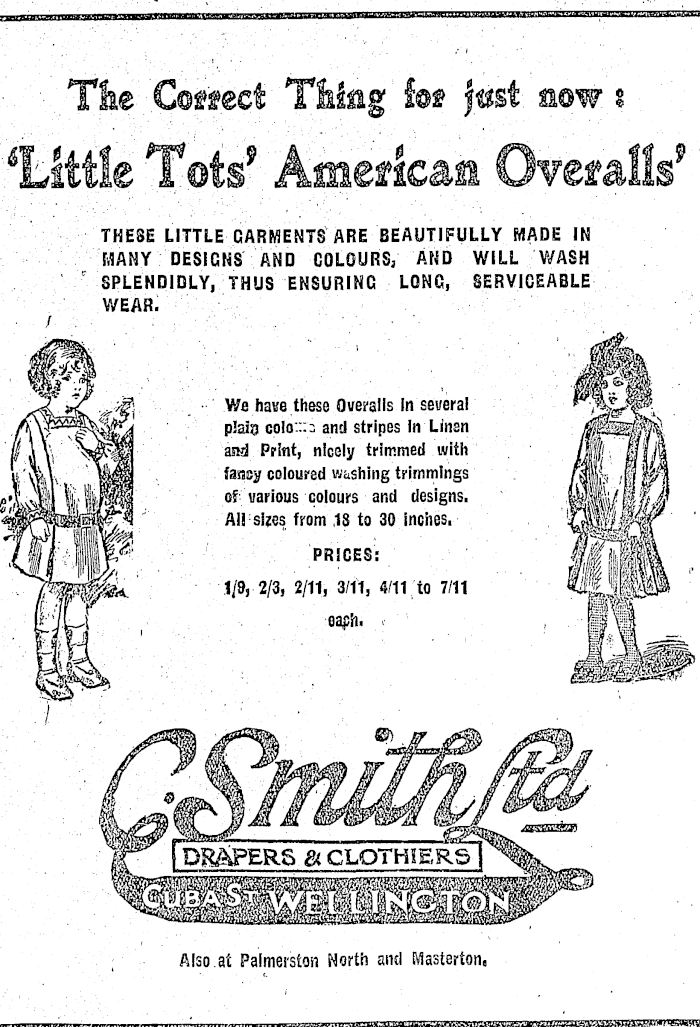 The Correct Thing for just now :
'Little Tots' American Overalls'
THESE LITTLE GARMENTS ARE BEAUTIFULLY MADE IN
MANY DESIGNS AND COLOURS, AND WILL WASH
SPLENDIDLY, THUS ENSURING LONG, SERVICEABLE
WEAR.
We have these Overalls in several
plain and stripes in Linen
and Print, nicely trimmed with
fancy coloured washing trimmings
of various colours and designs.
All sizes from 18 to 30 inches.
PRICES:
1/9, 2/3, 2/11, 3/11, 4/11 to 7/11
each.
C. Smith Ltd
DRAPERS & CLOTHIERS
CUBA ST WELLINGTON
Also at Palmerston North and Masterton.